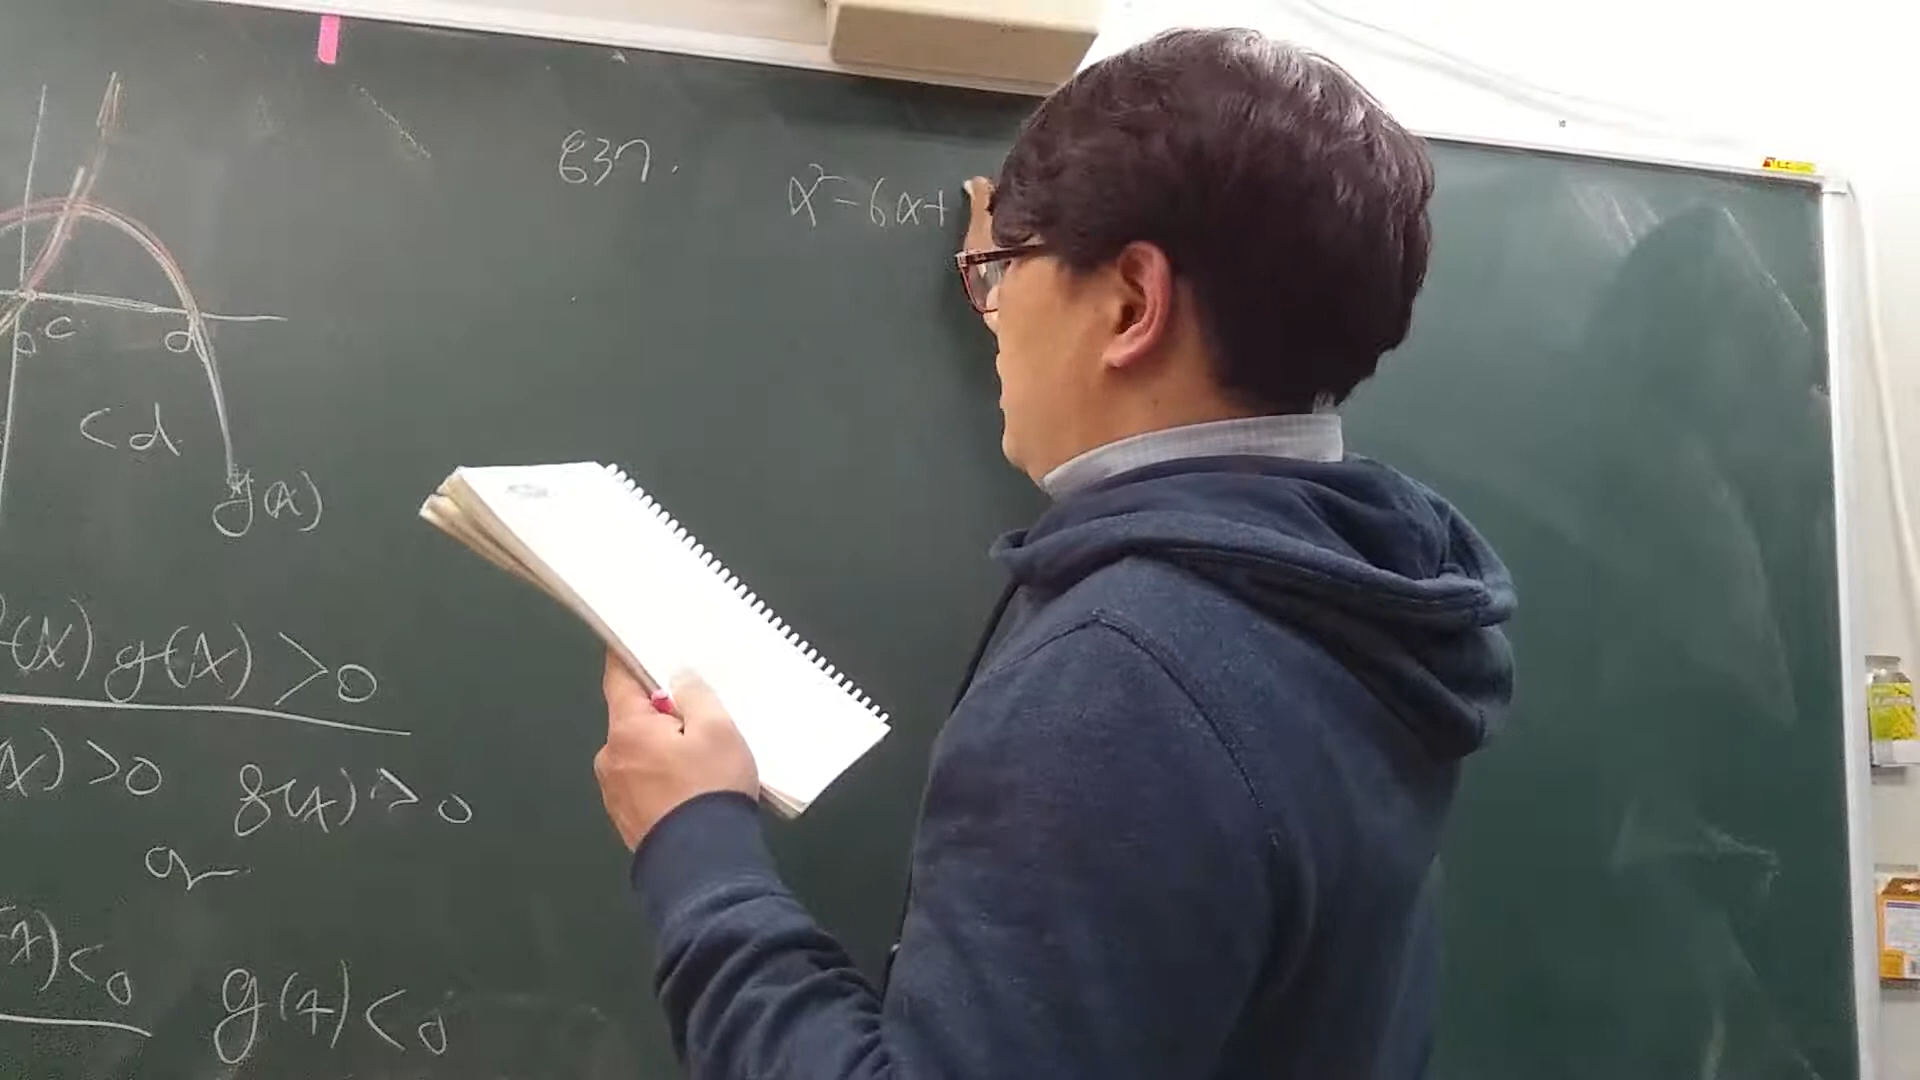 637.
x²-6x+
c d
<d
g(x)
(x)g(x)>0
x)>0 g(x)>0
or
x)<0 g(x)<0